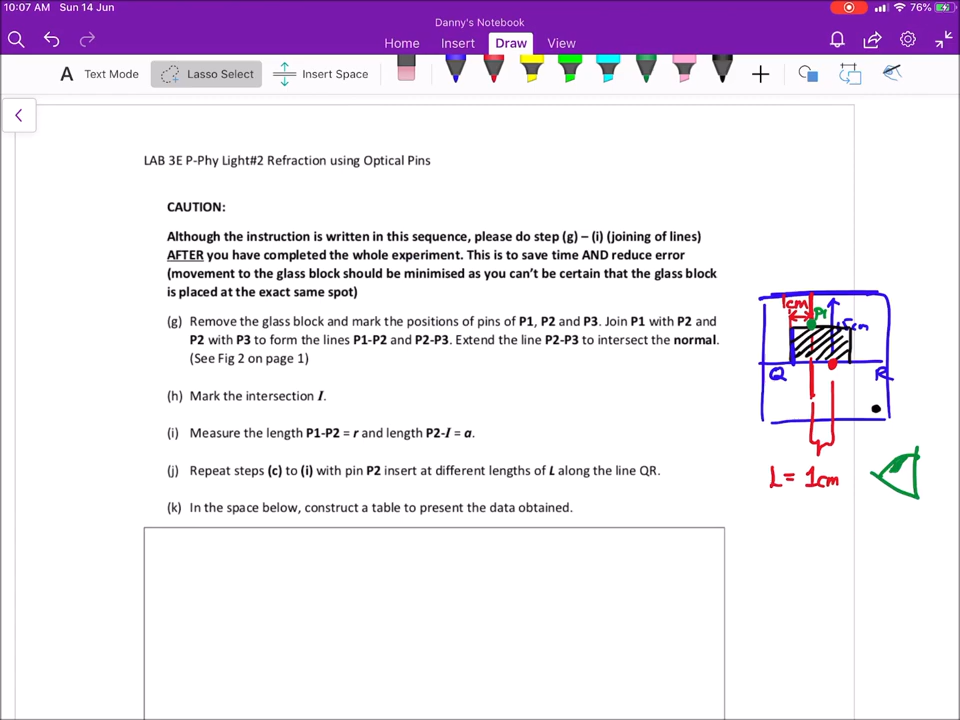 10:07 AM Sun 14 Jun 76%
Danny's Notebook
Home Insert Draw View
A Text Mode Lasso Select Insert Space
LAB 3E P-Phy Light#2 Refraction using Optical Pins
CAUTION:
Although the instruction is written in this sequence, please do step (g) – (i) (joining of lines)
AFTER you have completed the whole experiment. This is to save time AND reduce error
(movement to the glass block should be minimised as you can't be certain that the glass block
is placed at the exact same spot)
(g) Remove the glass block and mark the positions of pins of P1, P2 and P3. Join P1 with P2 and
P2 with P3 to form the lines P1-P2 and P2-P3. Extend the line P2-P3 to intersect the normal.
(See Fig 2 on page 1)
(h) Mark the intersection I.
(i) Measure the length P1-P2 = r and length P2-I = a.
(j) Repeat steps (c) to (i) with pin P2 insert at different lengths of L along the line QR.
(k) In the space below, construct a table to present the data obtained.
1cm
P1
Q R
L = 1cm